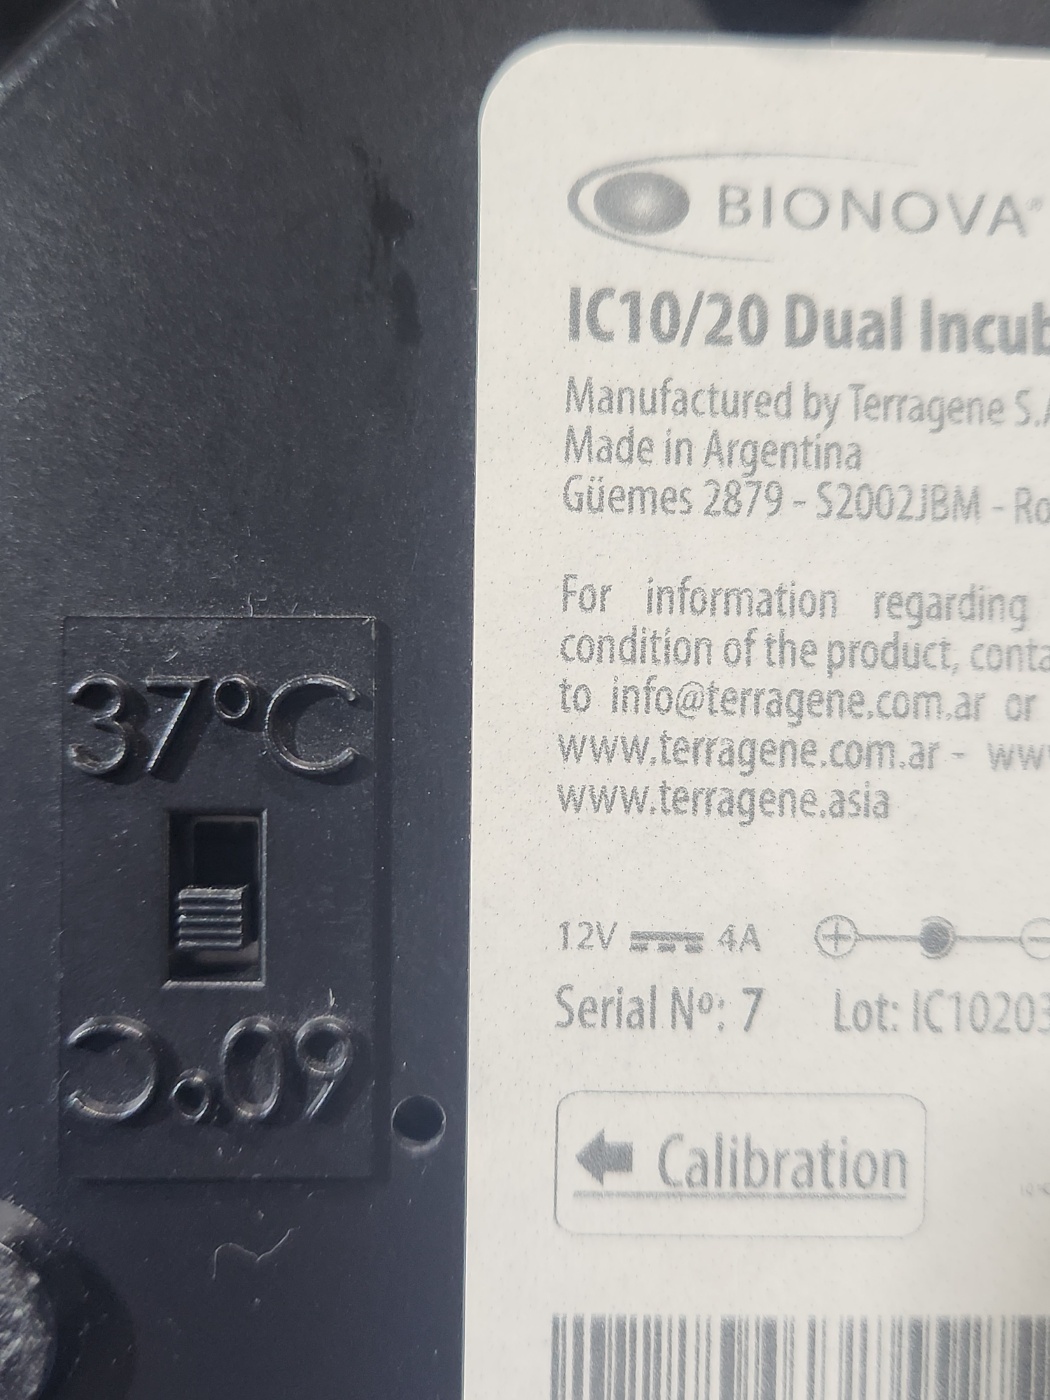 BIONOVA®
IC10/20 Dual Incub
Manufactured by Terragene S.A
Made in Argentina
Güemes 2879 - S2002JBM - Ro
For information regarding
condition of the product, conta
to info@terragene.com.ar or
www.terragene.com.ar - www
www.terragene.asia
12V 4A
Serial Nº: 7 Lot: IC10203
Calibration
37°C
60°C